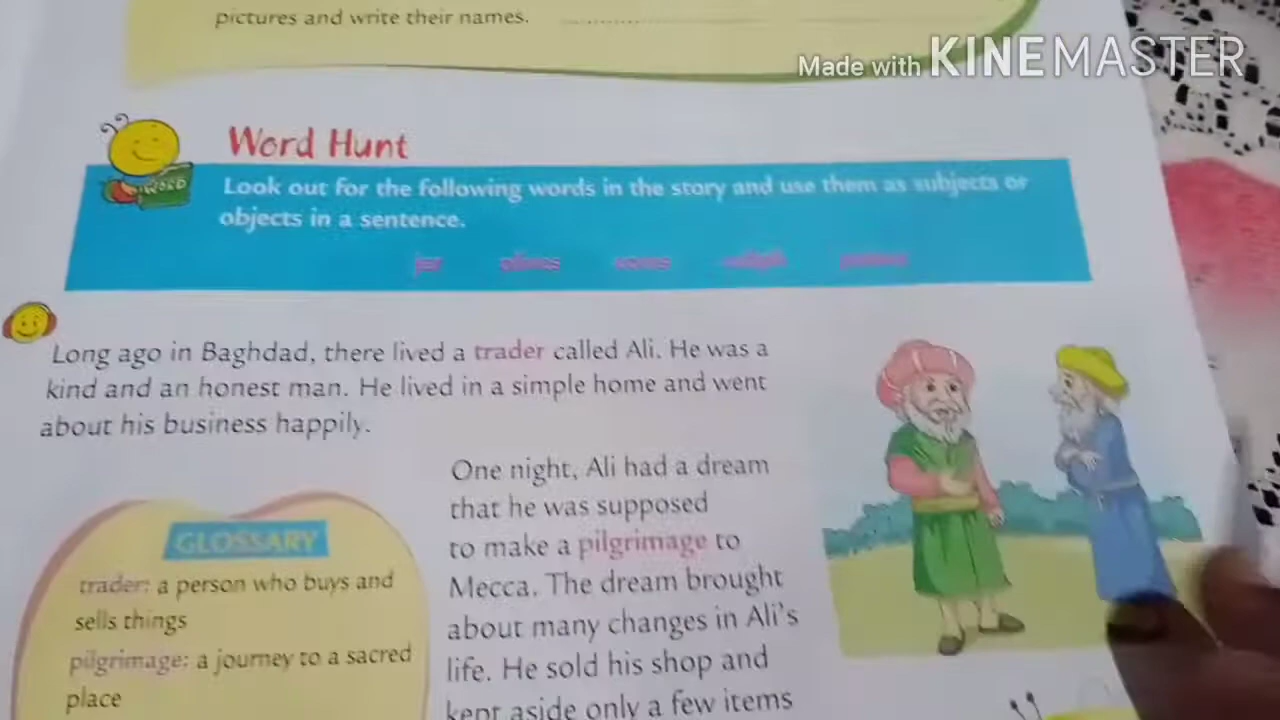 pictures and write their names.
Made with KINEMASTER
Word Hunt
WORD
Look out for the following words in the story and use them as subjects or
objects in a sentence.
jar olives
Long ago in Baghdad, there lived a trader called Ali. He was a
kind and an honest man. He lived in a simple home and went
about his business happily.
One night, Ali had a dream
that he was supposed
to make a pilgrimage to
Mecca. The dream brought
about many changes in Ali's
life. He sold his shop and
kept aside only a few items
GLOSSARY
trader: a person who buys and
sells things
pilgrimage: a journey to a sacred
place